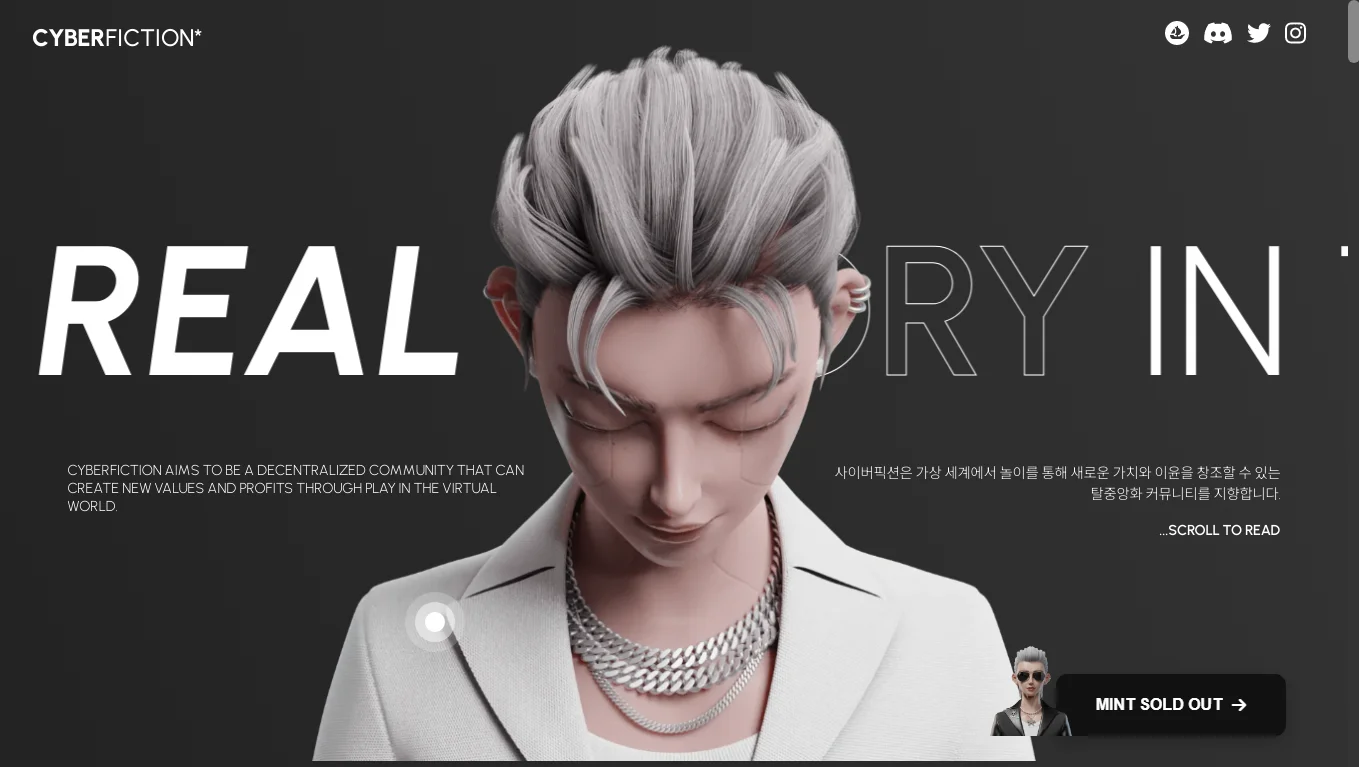 CYBERFICTION*
REAL RY IN
CYBERFICTION AIMS TO BE A DECENTRALIZED COMMUNITY THAT CAN
CREATE NEW VALUES AND PROFITS THROUGH PLAY IN THE VIRTUAL
WORLD.
사이버픽션은 가상 세계에서 놀이를 통해 새로운 가치와 이윤을 창조할 수 있는
탈중앙화 커뮤니티를 지향합니다.
...SCROLL TO READ
MINT SOLD OUT →